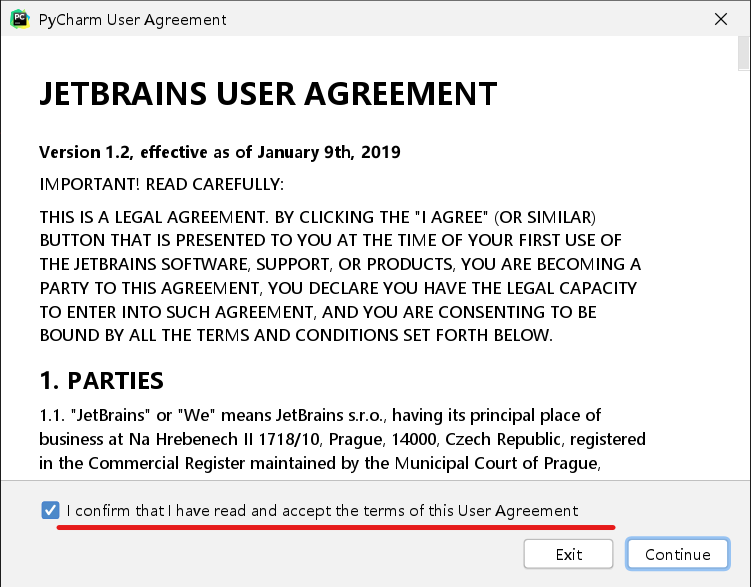 PyCharm User Agreement
JETBRAINS USER AGREEMENT
Version 1.2, effective as of January 9th, 2019
IMPORTANT! READ CAREFULLY:
THIS IS A LEGAL AGREEMENT. BY CLICKING THE "I AGREE" (OR SIMILAR)
BUTTON THAT IS PRESENTED TO YOU AT THE TIME OF YOUR FIRST USE OF
THE JETBRAINS SOFTWARE, SUPPORT, OR PRODUCTS, YOU ARE BECOMING A
PARTY TO THIS AGREEMENT, YOU DECLARE YOU HAVE THE LEGAL CAPACITY
TO ENTER INTO SUCH AGREEMENT, AND YOU ARE CONSENTING TO BE
BOUND BY ALL THE TERMS AND CONDITIONS SET FORTH BELOW.
1. PARTIES
1.1. "JetBrains" or "We" means JetBrains s.r.o., having its principal place of
business at Na Hrebenech II 1718/10, Prague, 14000, Czech Republic, registered
in the Commercial Register maintained by the Municipal Court of Prague,
I confirm that I have read and accept the terms of this User Agreement
Exit
Continue